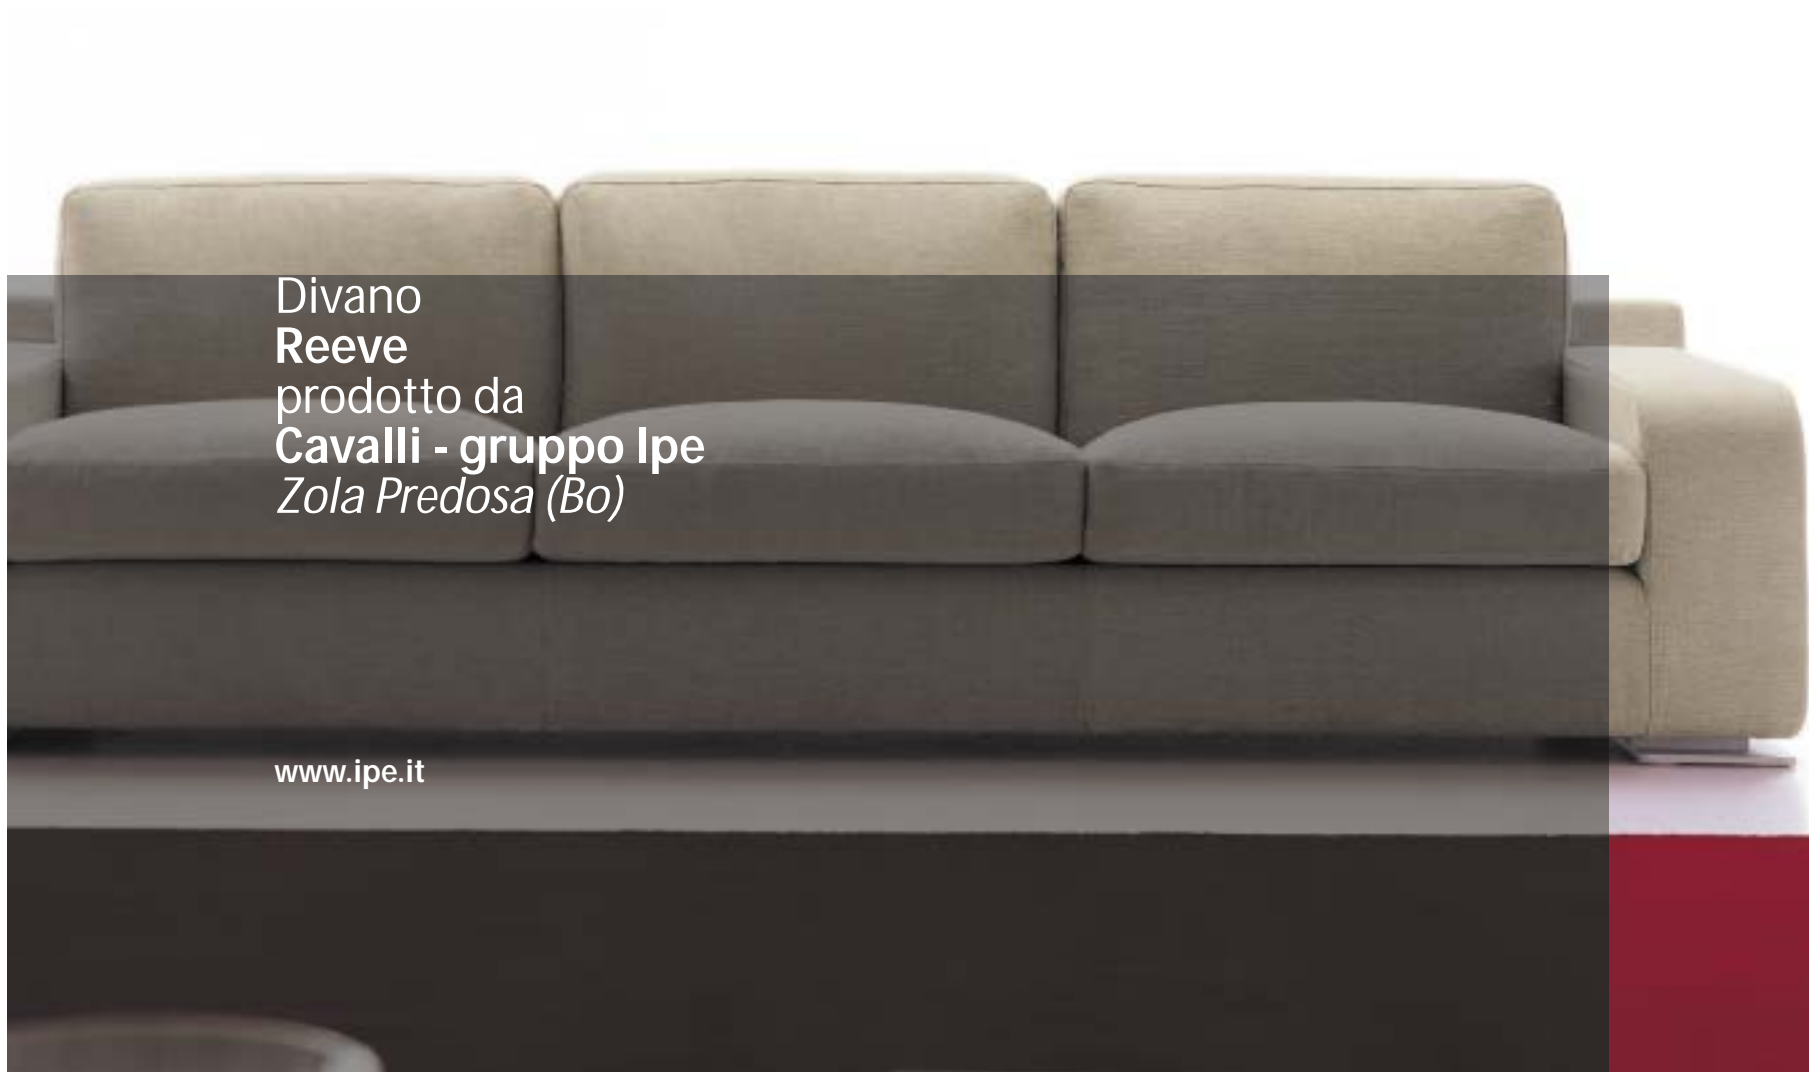 Divano
Reeve
prodotto da
Cavalli - gruppo Ipe
Zola Predosa (Bo)
www.ipe.it